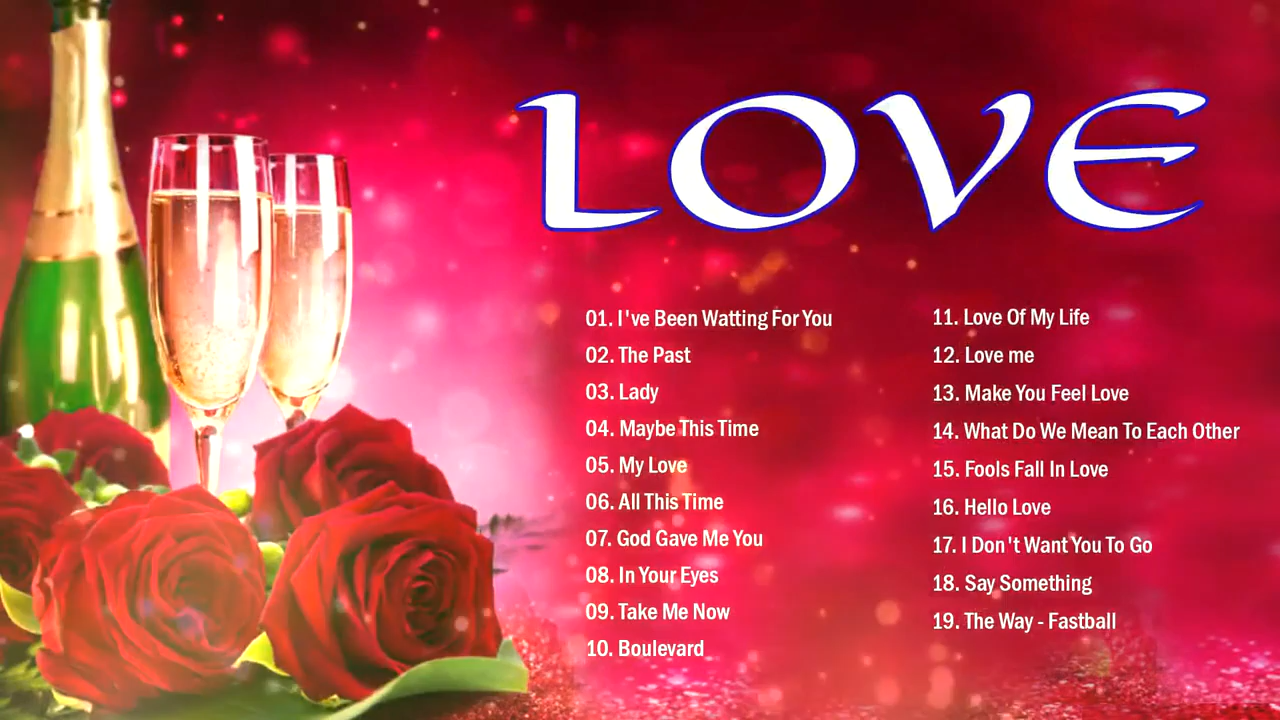 LOVE
01. I've Been Watting For You
02. The Past
03. Lady
04. Maybe This Time
05. My Love
06. All This Time
07. God Gave Me You
08. In Your Eyes
09. Take Me Now
10. Boulevard
11. Love Of My Life
12. Love me
13. Make You Feel Love
14. What Do We Mean To Each Other
15. Fools Fall In Love
16. Hello Love
17. I Don't Want You To Go
18. Say Something
19. The Way - Fastball